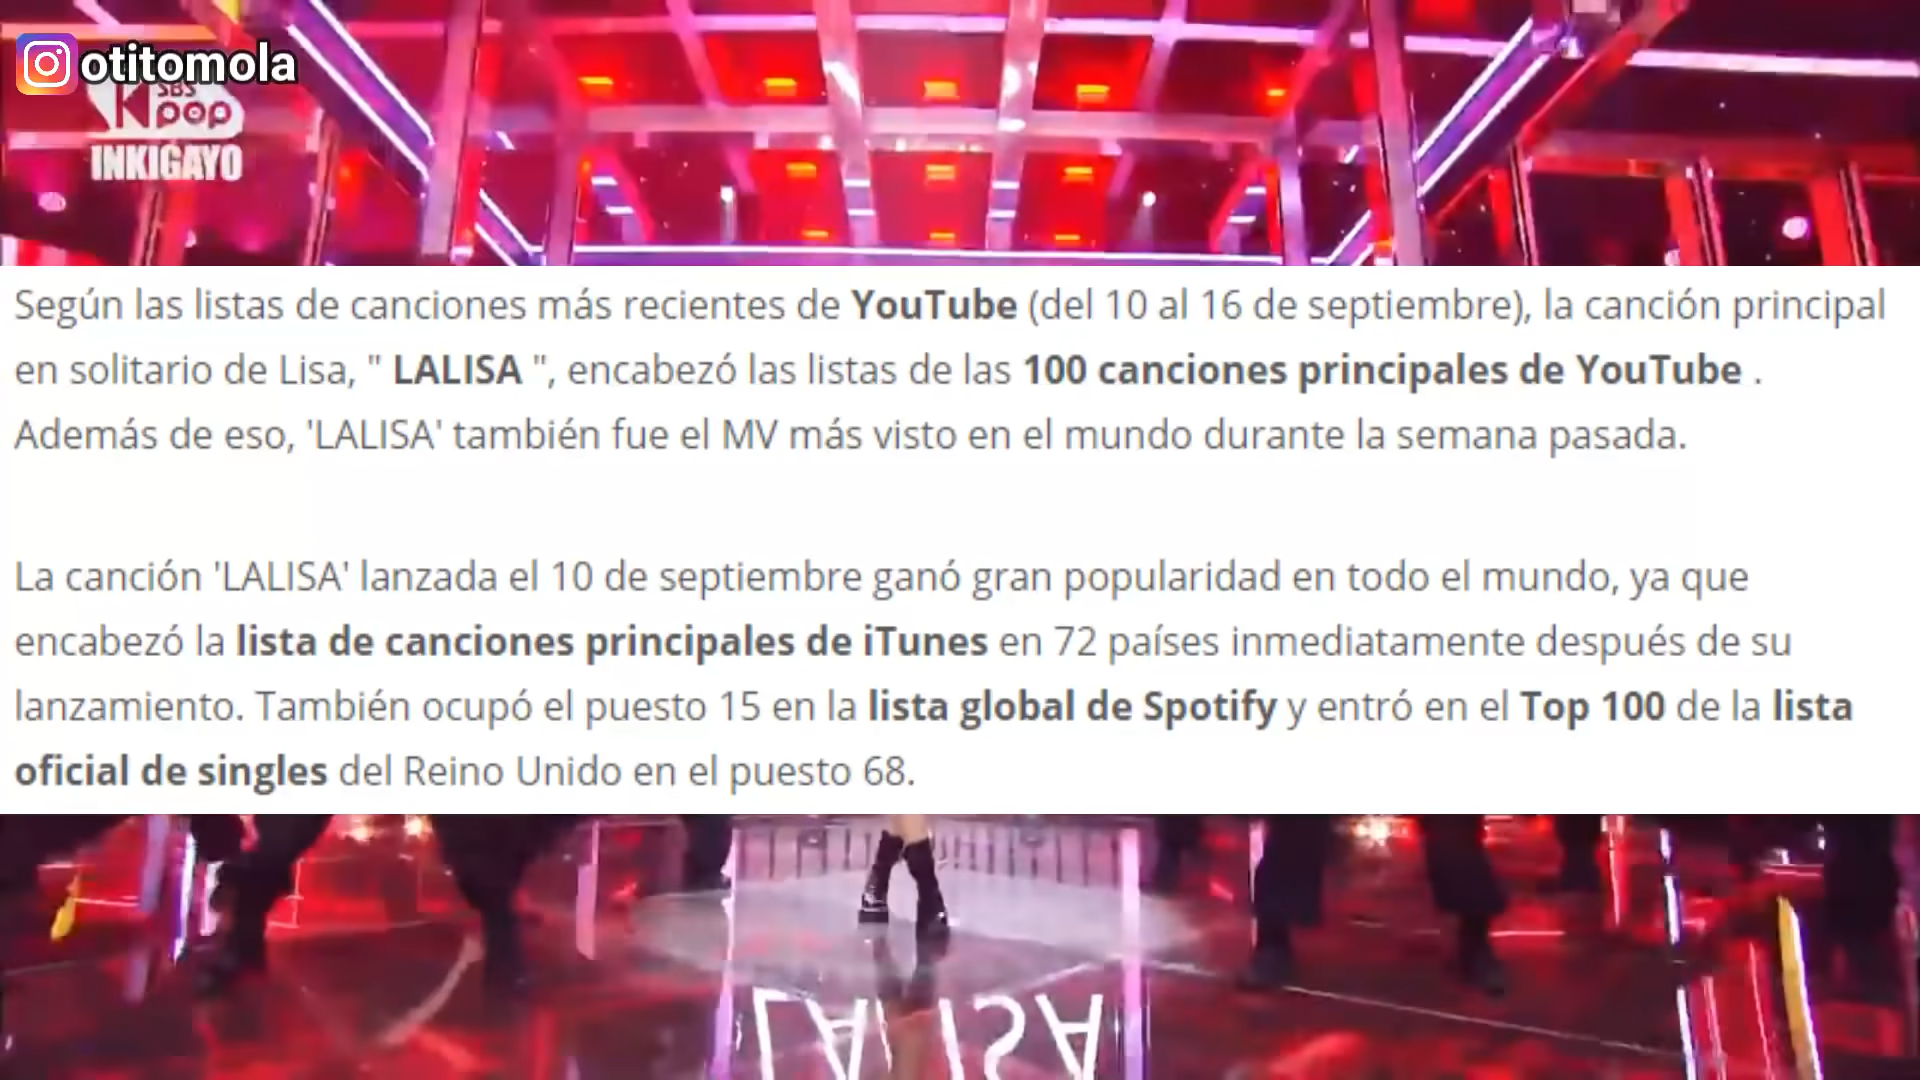 otitomola
SBS
Kpop
INKIGAYO
Según las listas de canciones más recientes de YouTube (del 10 al 16 de septiembre), la canción principal
en solitario de Lisa, " LALISA ", encabezó las listas de las 100 canciones principales de YouTube .
Además de eso, 'LALISA' también fue el MV más visto en el mundo durante la semana pasada.
La canción 'LALISA' lanzada el 10 de septiembre ganó gran popularidad en todo el mundo, ya que
encabezó la lista de canciones principales de iTunes en 72 países inmediatamente después de su
lanzamiento. También ocupó el puesto 15 en la lista global de Spotify y entró en el Top 100 de la lista
oficial de singles del Reino Unido en el puesto 68.
LALISA